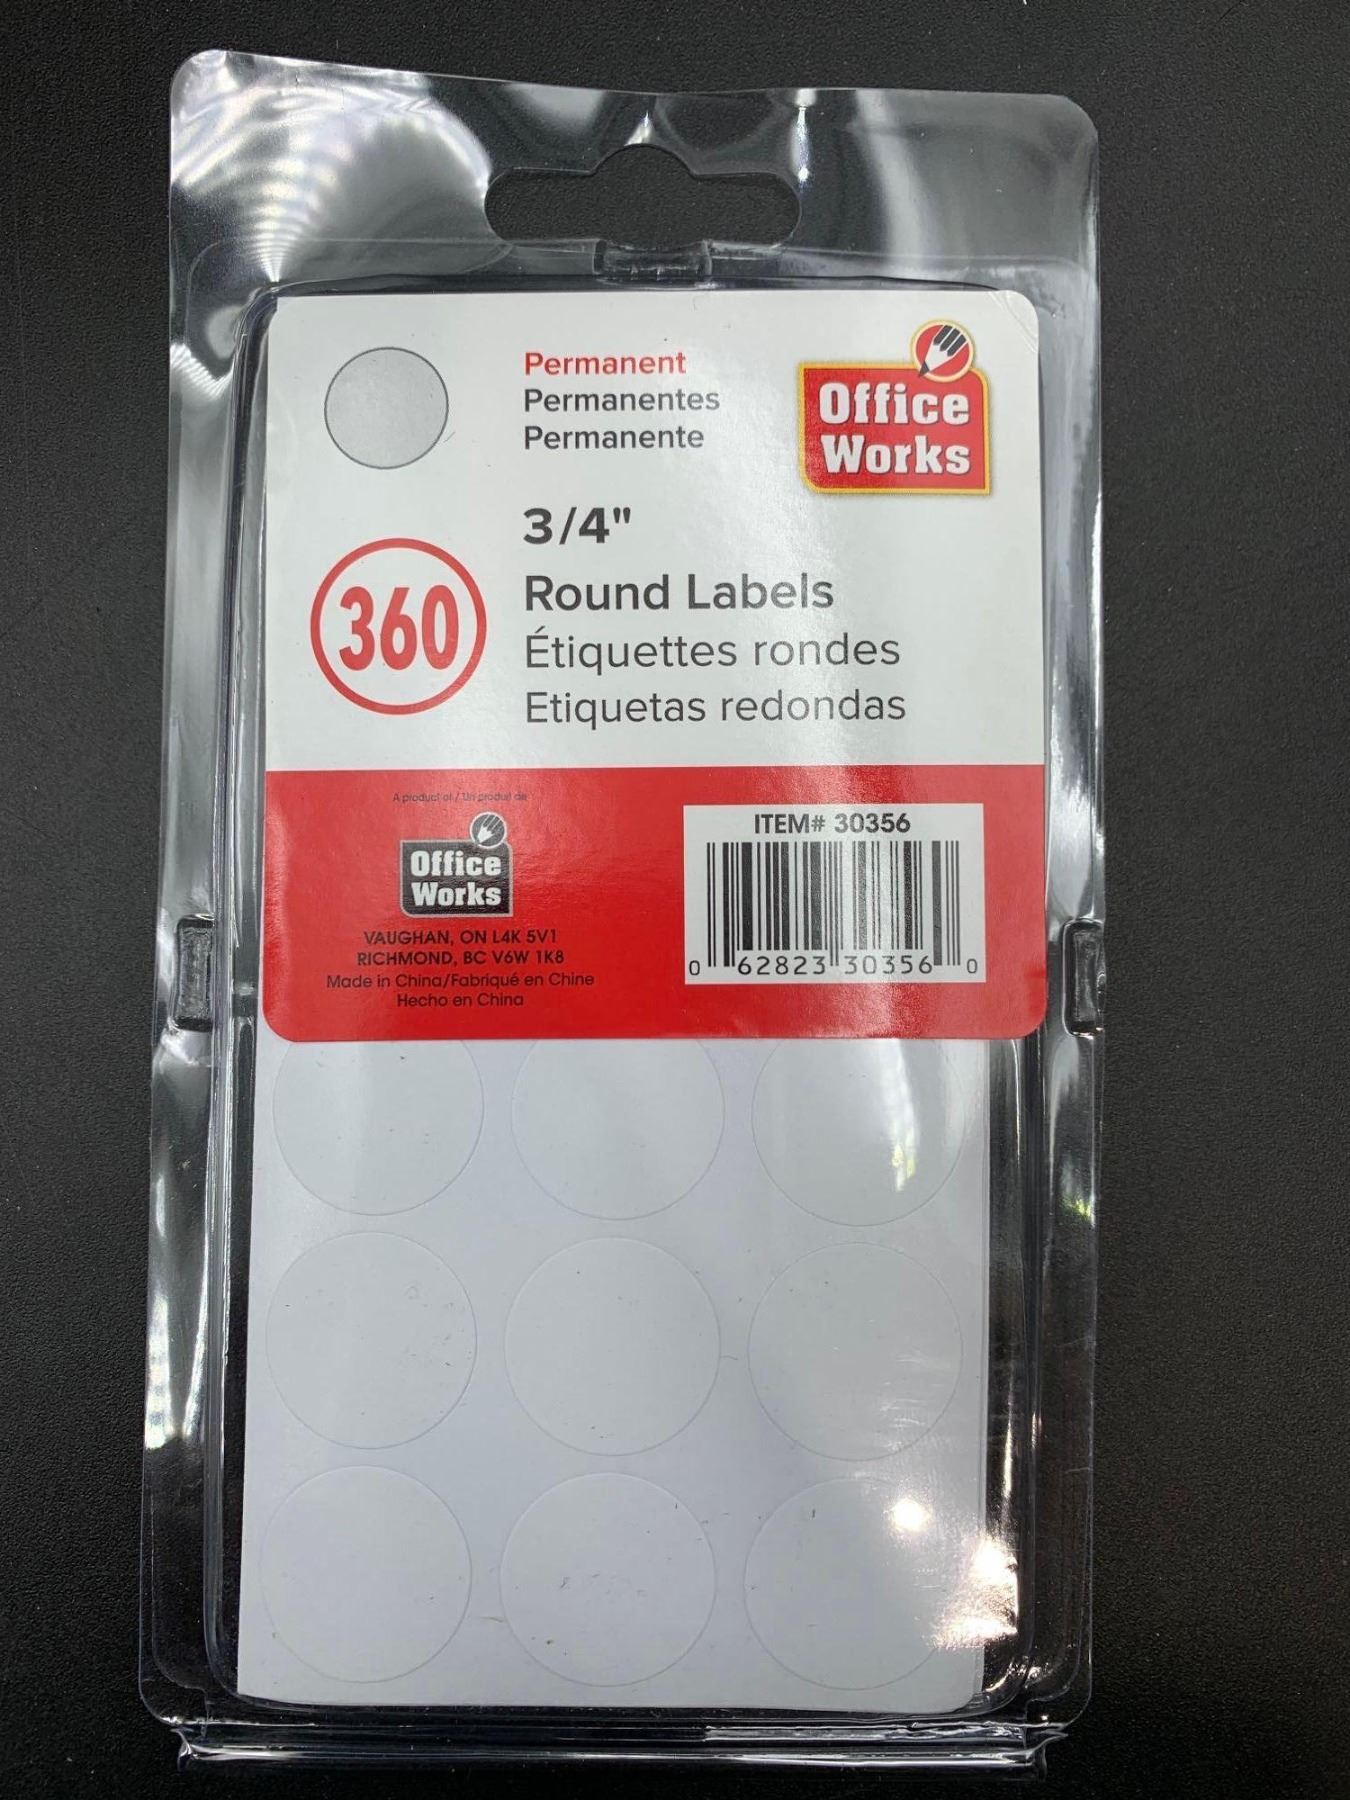 Permanent
Permanentes
Permanente
Office
Works
3/4"
Round Labels
Étiquettes rondes
Etiquetas redondas
360
A product of / Un produit de
Office
Works
VAUGHAN, ON L4K 5V1
RICHMOND, BC V6W 1K8
Made in China/Fabriqué en Chine
Hecho en China
ITEM# 30356
0 62823 30356 0